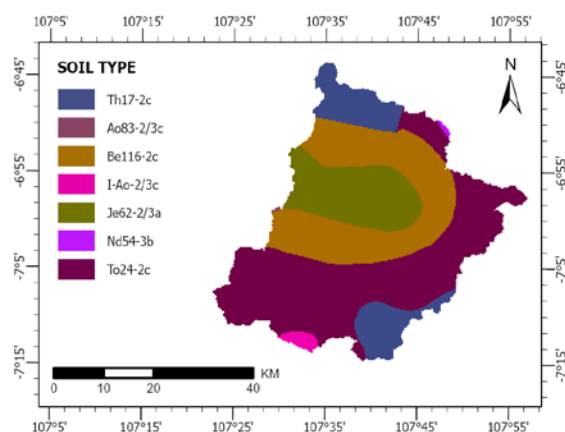 107°5' 107°15' 107°25' 107°35' 107°45' 107°55'
-6°45' -6°45'
SOIL TYPE
N
Th17-2c
Ao83-2/3c
Be116-2c
I-Ao-2/3c
Je62-2/3a
Nd54-3b
To24-2c
-6°55' -6°55'
-7°5' -7°5'
-7°15' -7°15'
KM
0 10 20 40
107°5' 107°15' 107°25' 107°35' 107°45' 107°55'